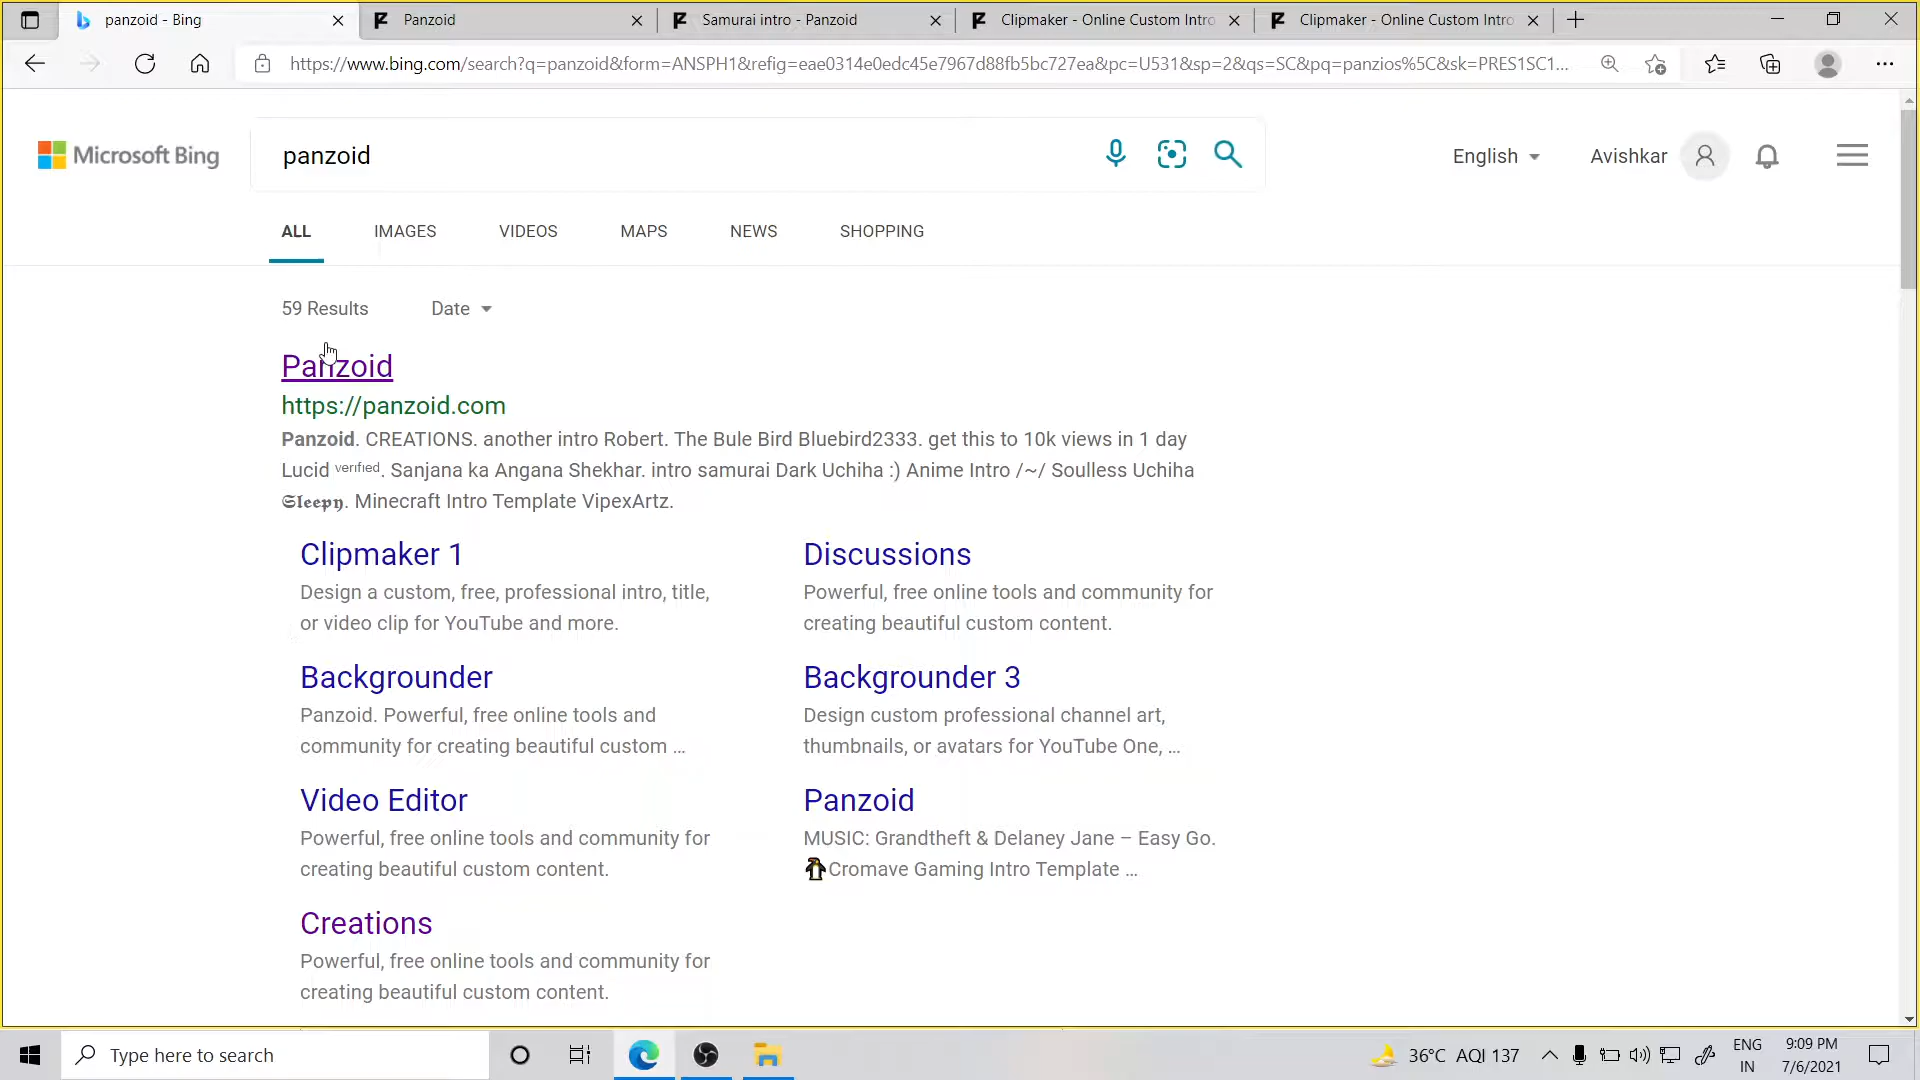 panzoid - Bing
Panzoid
Samurai intro - Panzoid
Clipmaker - Online Custom Intro
Clipmaker - Online Custom Intro
https://www.bing.com/search?q=panzoid&form=ANSPH1&refig=eae0314e0edc45e7967d88fb5bc727ea&pc=U531&sp=2&qs=SC&pq=panzios%5C&sk=PRES1SC1...
Microsoft Bing
panzoid
English
Avishkar
ALL
IMAGES
VIDEOS
MAPS
NEWS
SHOPPING
59 Results
Date
Panzoid
https://panzoid.com
Panzoid. CREATIONS. another intro Robert. The Bule Bird Bluebird2333. get this to 10k views in 1 day
Lucid ᵛᵉʳᶦᶠᶦᵉᵈ. Sanjana ka Angana Shekhar. intro samurai Dark Uchiha :) Anime Intro /~/ Soulless Uchiha
𝕾𝖑𝖊𝖊𝖕𝖞. Minecraft Intro Template VipexArtz.
Clipmaker 1
Design a custom, free, professional intro, title,
or video clip for YouTube and more.
Discussions
Powerful, free online tools and community for
creating beautiful custom content.
Backgrounder
Panzoid. Powerful, free online tools and
community for creating beautiful custom ...
Backgrounder 3
Design custom professional channel art,
thumbnails, or avatars for YouTube One, ...
Video Editor
Powerful, free online tools and community for
creating beautiful custom content.
Panzoid
MUSIC: Grandtheft & Delaney Jane – Easy Go.
🐧Cromave Gaming Intro Template ...
Creations
Powerful, free online tools and community for
creating beautiful custom content.
Type here to search
36°C AQI 137
ENG
IN
9:09 PM
7/6/2021